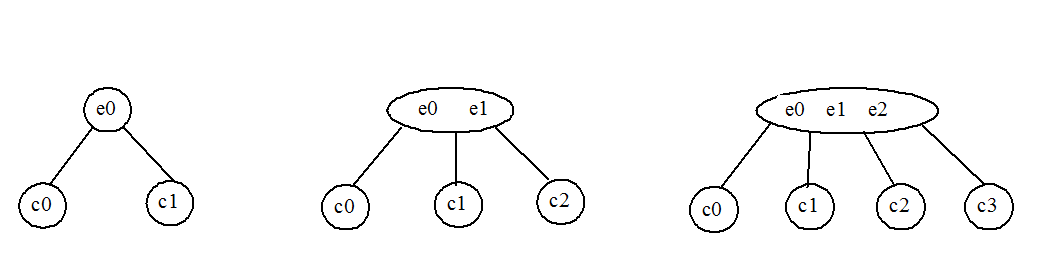 e0
c0 c1
e0 e1
c0 c1 c2
e0 e1 e2
c0 c1 c2 c3